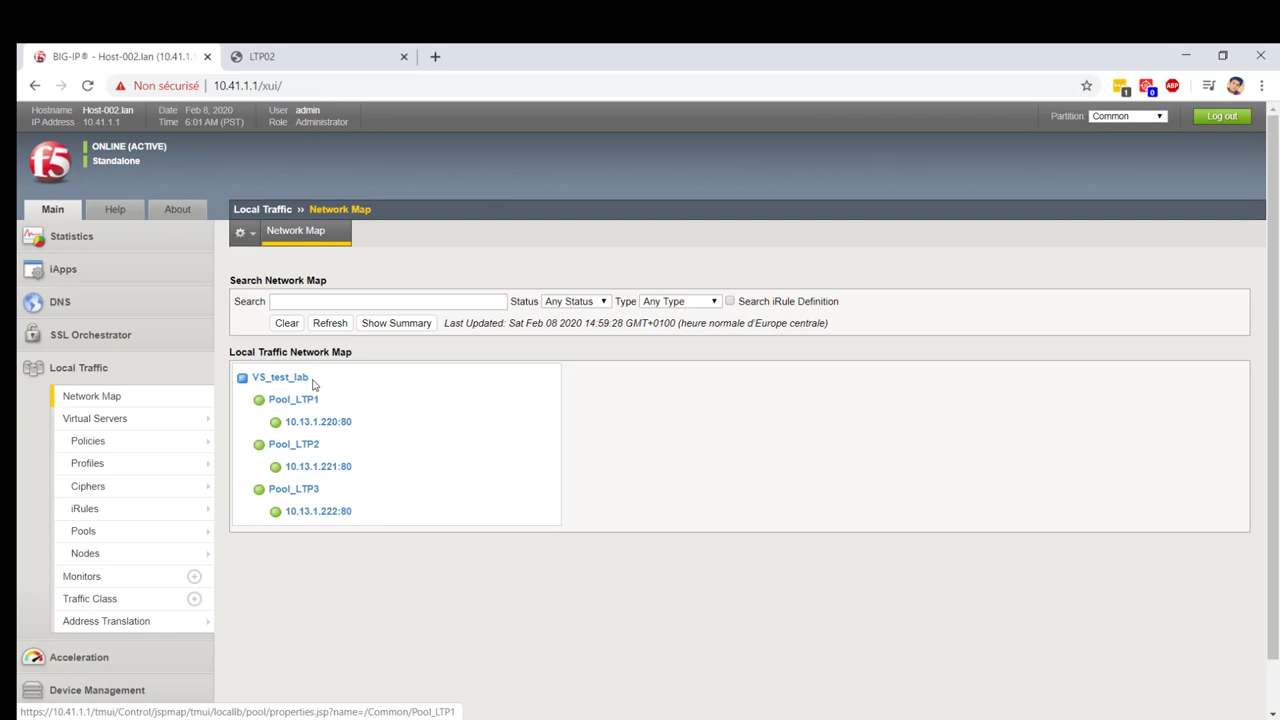 BIG-IP® - Host-002.lan (10.41.1. LTP02
Non sécurisé 10.41.1.1/xui/
1 0 ABP
Hostname Host-002.lan Date Feb 8, 2020 User admin
IP Address 10.41.1.1 Time 6:01 AM (PST) Role Administrator
Partition: Common Log out
f5
ONLINE (ACTIVE)
Standalone
Main Help About
Local Traffic ›› Network Map
Network Map
Statistics
iApps
DNS
SSL Orchestrator
Local Traffic
Network Map
Virtual Servers
Policies
Profiles
Ciphers
iRules
Pools
Nodes
Monitors
Traffic Class
Address Translation
Acceleration
Device Management
Search Network Map
Search Status Any Status Type Any Type Search iRule Definition
Clear Refresh Show Summary Last Updated: Sat Feb 08 2020 14:59:28 GMT+0100 (heure normale d'Europe centrale)
Local Traffic Network Map
VS_test_lab
Pool_LTP1
10.13.1.220:80
Pool_LTP2
10.13.1.221:80
Pool_LTP3
10.13.1.222:80
https://10.41.1.1/tmui/Control/jspmap/tmui/locallb/pool/properties.jsp?name=/Common/Pool_LTP1